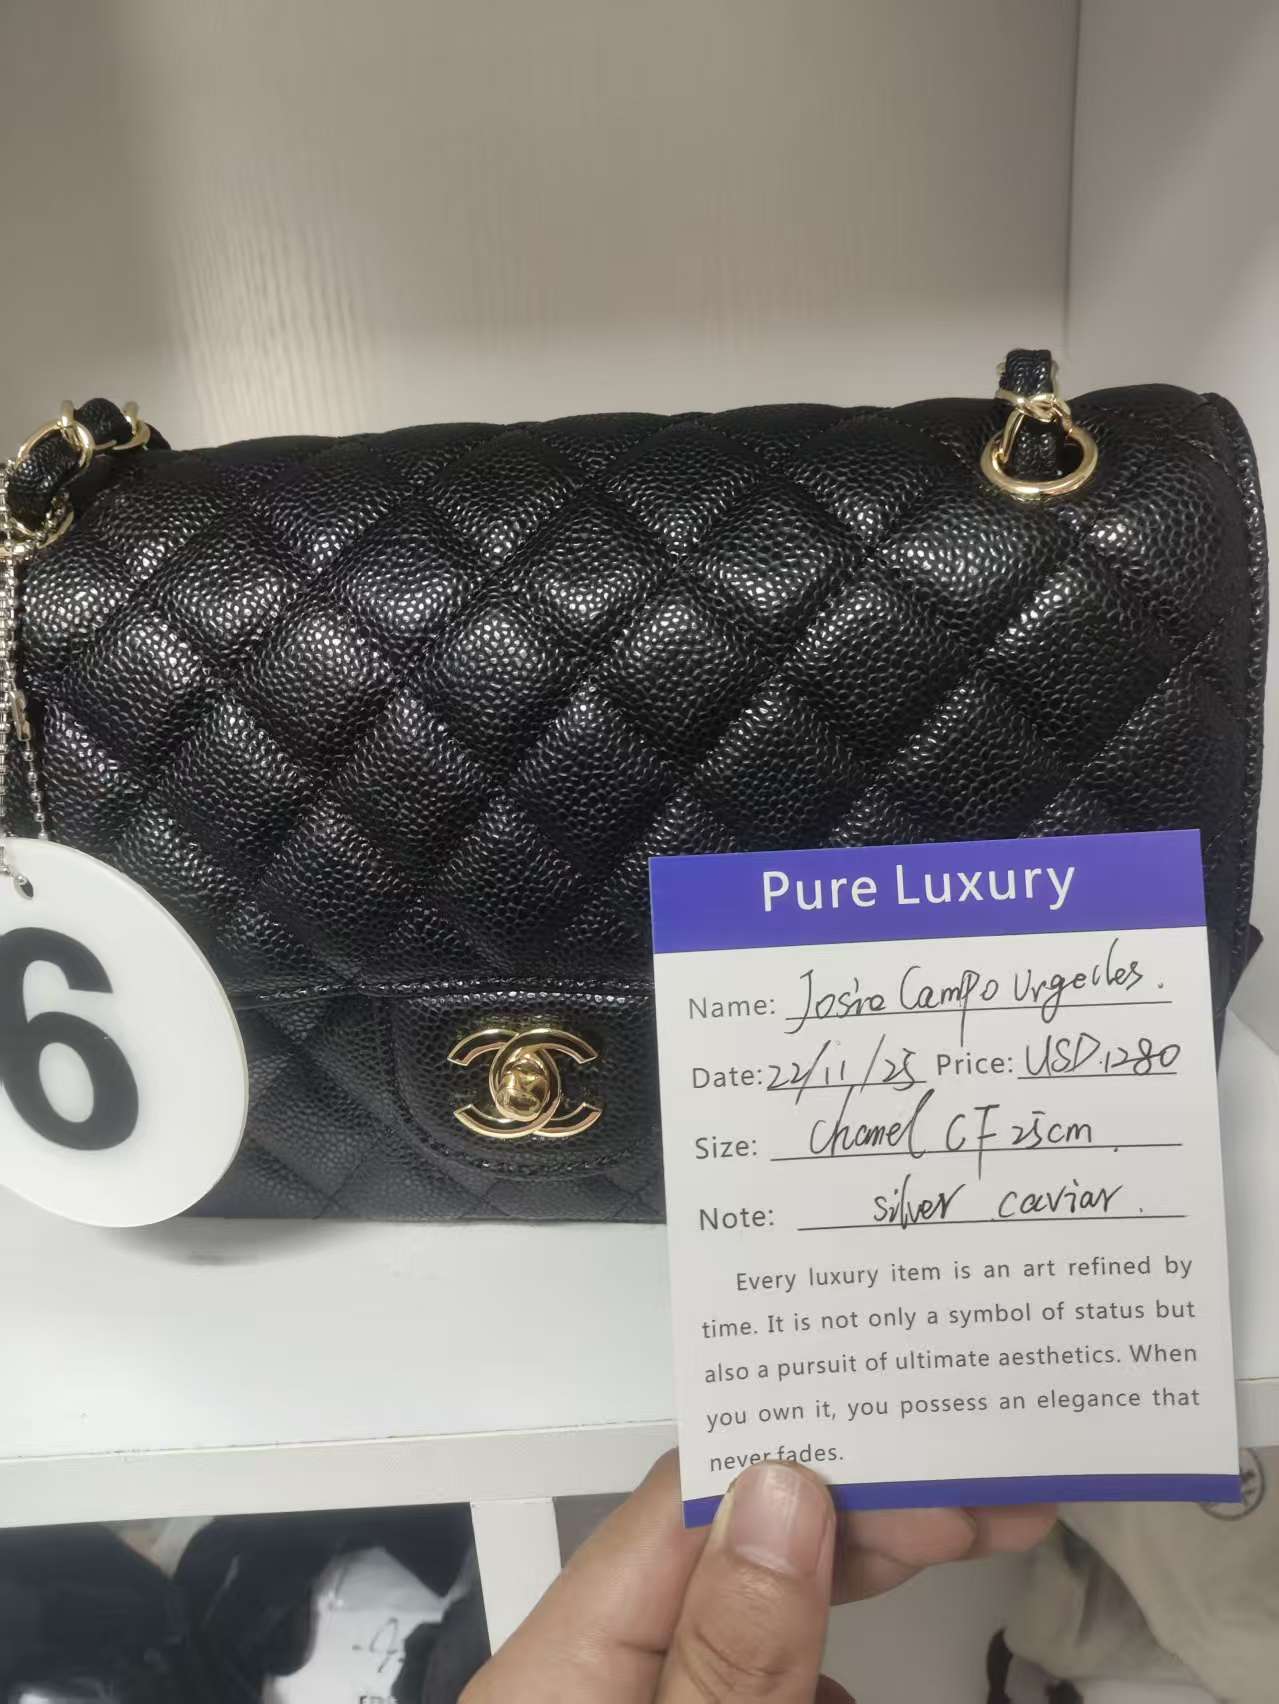 6
Pure Luxury
Name: Josie Campo Urgeiles.
Date: 22/11/25 Price: USD.1280
Size: Chanel CF 25cm.
Note: silver caviar.
Every luxury item is an art refined by
time. It is not only a symbol of status but
also a pursuit of ultimate aesthetics. When
you own it, you possess an elegance that
never fades.